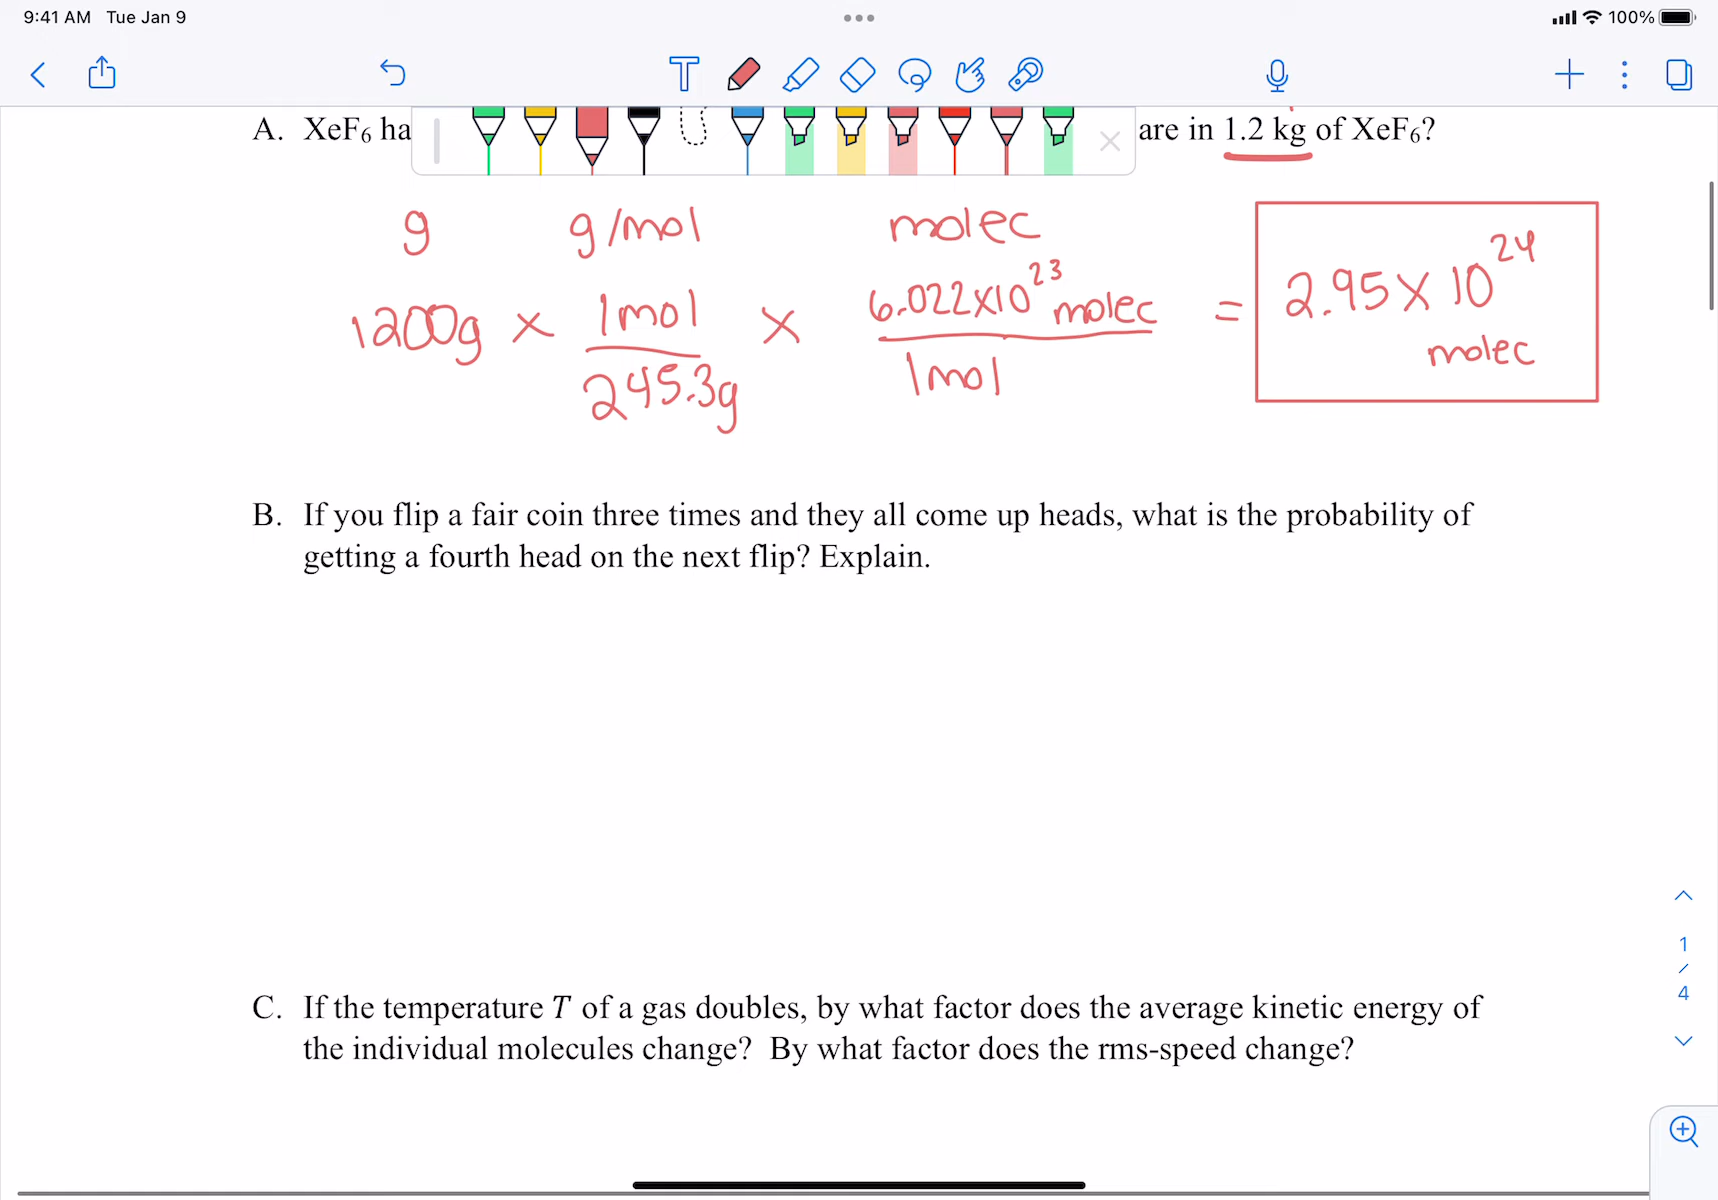 9:41 AM Tue Jan 9
100%
A. XeF₆ ha are in 1.2 kg of XeF₆?
g g/mol molec
1200g × 1mol / 245.3g × 6.022×10²³ molec / 1mol = 2.95 × 10²⁴ molec
B. If you flip a fair coin three times and they all come up heads, what is the probability of
getting a fourth head on the next flip? Explain.
1
/
4
C. If the temperature T of a gas doubles, by what factor does the average kinetic energy of
the individual molecules change? By what factor does the rms-speed change?